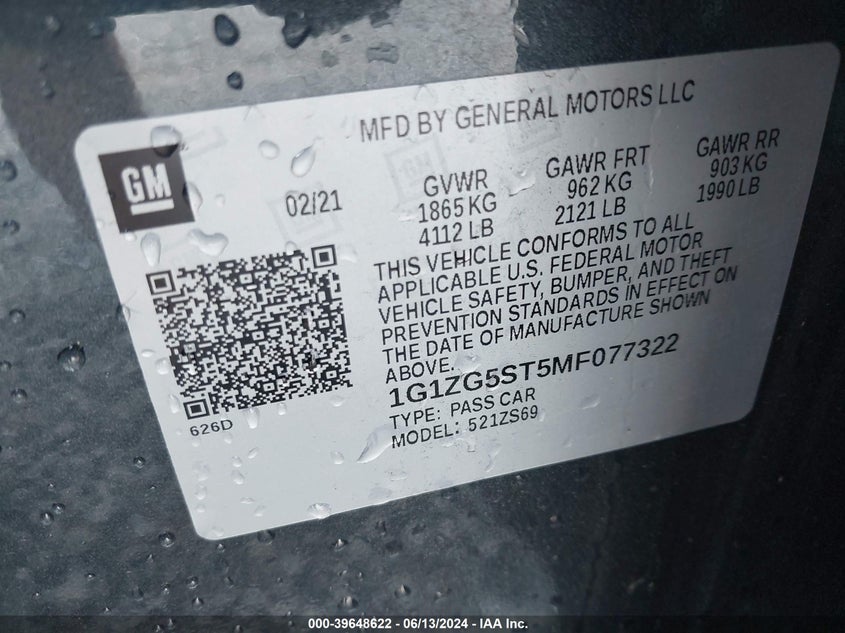 MFD BY GENERAL MOTORS LLC
GM
02/21
GVWR
1865 KG
4112 LB
GAWR FRT
962 KG
2121 LB
GAWR RR
903 KG
1990 LB
THIS VEHICLE CONFORMS TO ALL
APPLICABLE U.S. FEDERAL MOTOR
VEHICLE SAFETY, BUMPER, AND THEFT
PREVENTION STANDARDS IN EFFECT ON
THE DATE OF MANUFACTURE SHOWN
ABOVE.
1G1ZG5ST5MF077322
TYPE: PASS CAR
MODEL: 521ZS69
626D
000-39648622 - 06/13/2024 - IAA Inc.